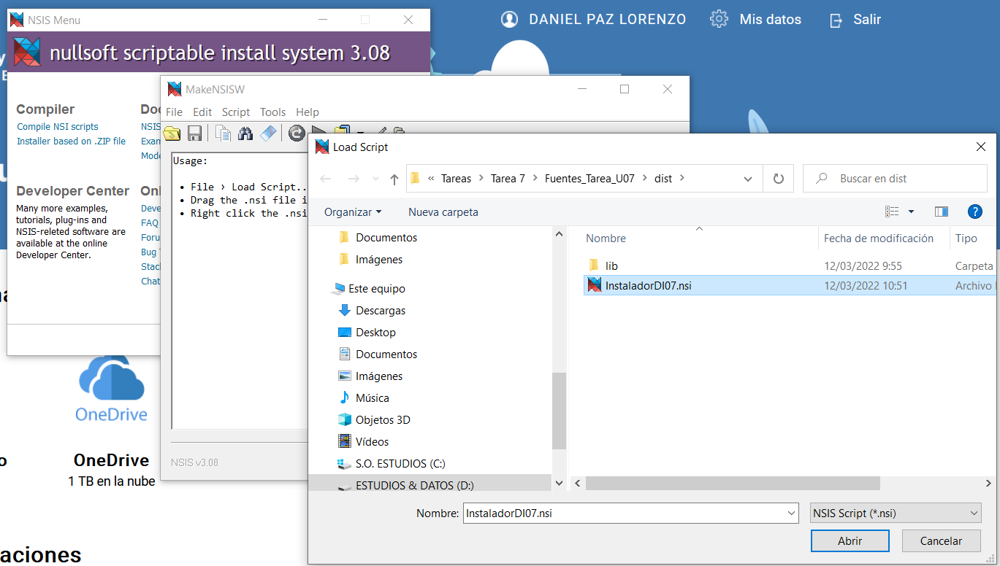 NSIS Menu
DANIEL PAZ LORENZO
Mis datos
Salir
nullsoft scriptable install system 3.08
Compiler
Compile NSI scripts
Installer based on .ZIP file
Developer Center
Many more examples,
tutorials, plug-ins and
NSIS-releted software are
available at the online
Developer Center.
Do
NSIS
Exan
Mode
Onl
Deve
FAQ
Foru
Bug T
Stac
Chat
MakeNSISW
File Edit Script Tools Help
Usage:
• File › Load Script..
• Drag the .nsi file i
• Right click the .nsi
NSIS v3.08
Load Script
« Tareas › Tarea 7 › Fuentes_Tarea_U07 › dist ›
Buscar en dist
Organizar
Nueva carpeta
Documentos
Imágenes
Este equipo
Descargas
Desktop
Documentos
Imágenes
Música
Objetos 3D
Vídeos
S.O. ESTUDIOS (C:)
ESTUDIOS & DATOS (D:)
Nombre Fecha de modificación Tipo
lib 12/03/2022 9:55 Carpeta
InstaladorDI07.nsi 12/03/2022 10:51 Archivo
Nombre: InstaladorDI07.nsi
NSIS Script (*.nsi)
Abrir
Cancelar
OneDrive
OneDrive
1 TB en la nube
aciones